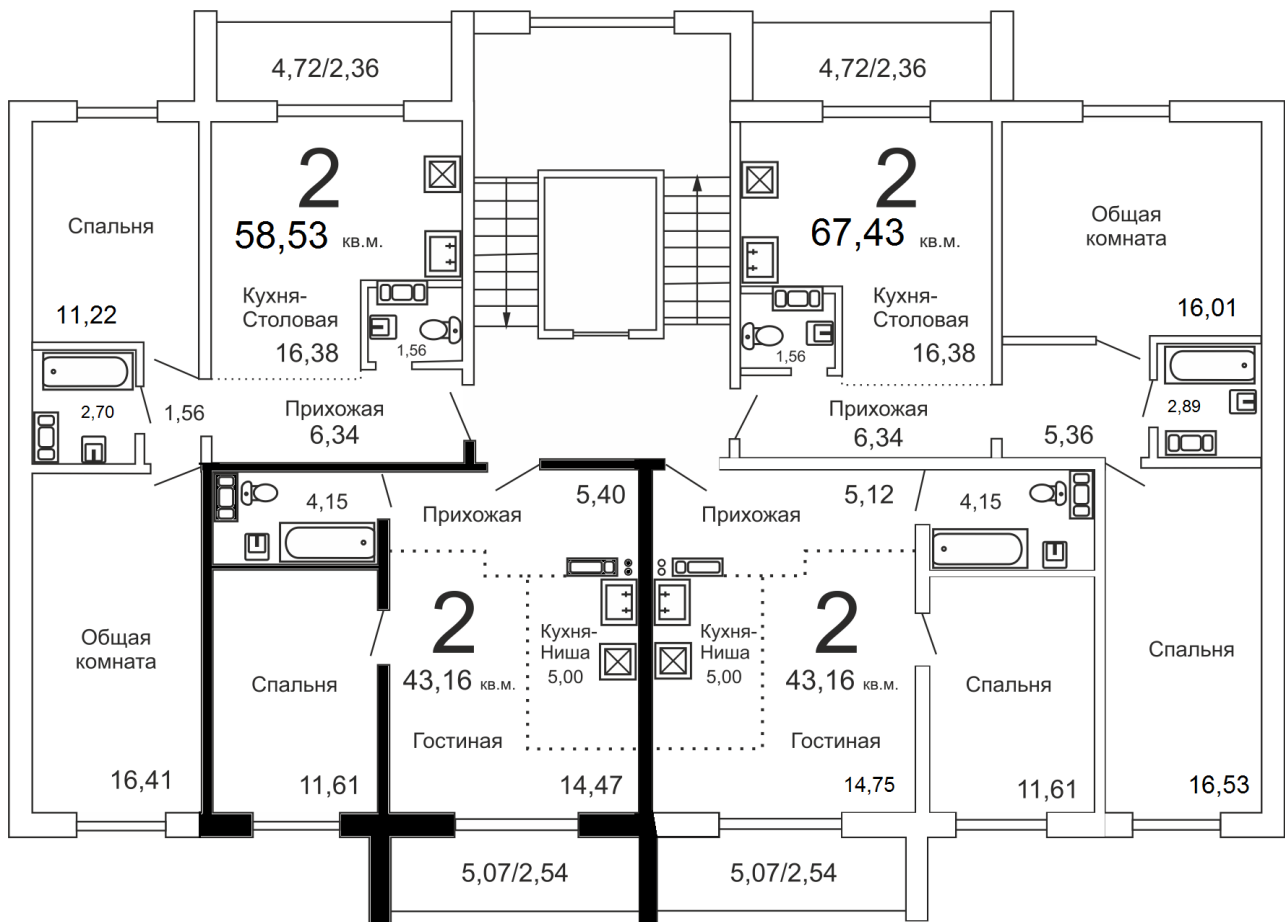 4,72/2,36
4,72/2,36
2
58,53 кв.м.
2
67,43 кв.м.
Спальня
11,22
Кухня-
Столовая
16,38
1,56
Кухня-
Столовая
16,38
1,56
Общая
комната
16,01
2,70
1,56
Прихожая
6,34
Прихожая
6,34
5,36
2,89
4,15
Прихожая
5,40
Прихожая
5,12
4,15
Общая
комната
16,41
Спальня
11,61
2
43,16 кв.м.
Гостиная
14,47
Кухня-
Ниша
5,00
Кухня-
Ниша
5,00
2
43,16 кв.м.
Гостиная
14,75
Спальня
11,61
Спальня
16,53
5,07/2,54
5,07/2,54